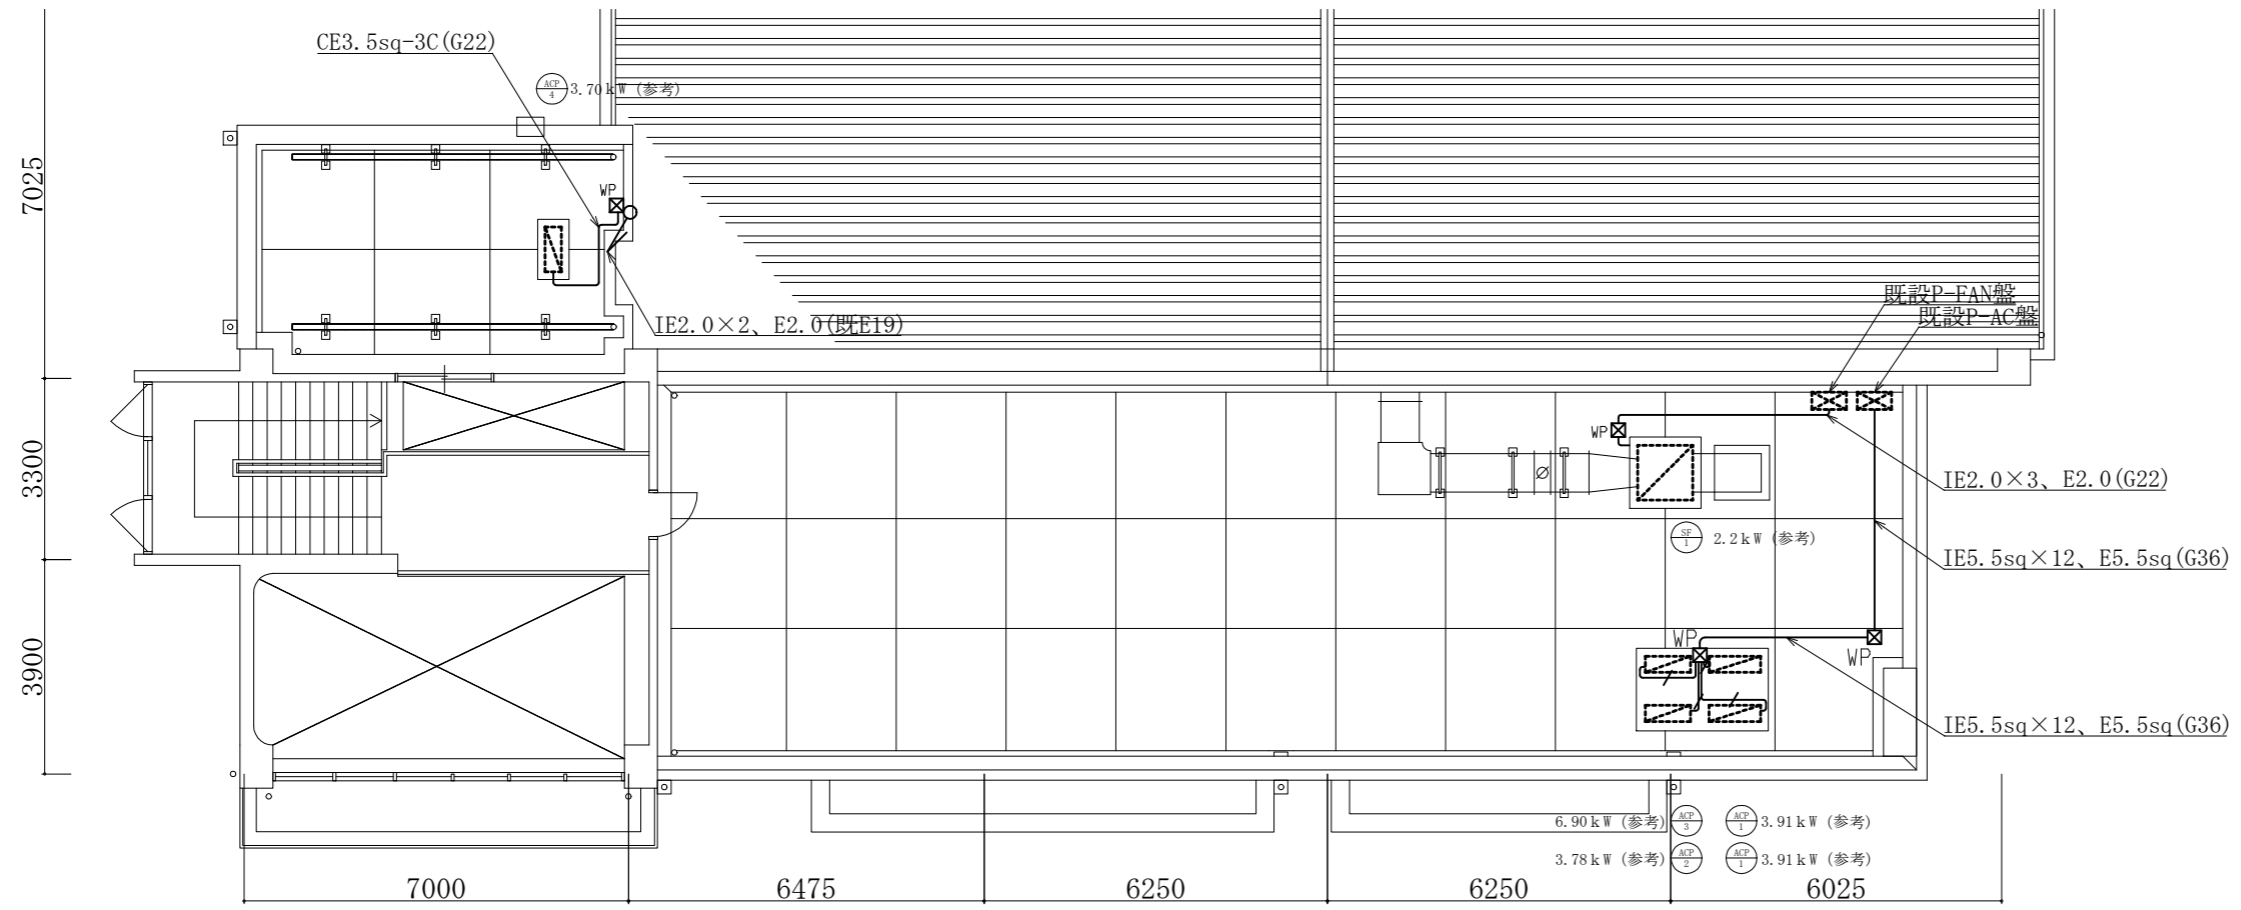 CE3.5sq-3C(G22)
ACP
4
3.70kW (参考)
7025
WP
IE2.0×2、E2.0(既E19)
既設P-FAN盤
既設P-AC盤
WP
3300
IE2.0×3、E2.0(G22)
SF
1
2.2kW (参考)
IE5.5sq×12、E5.5sq(G36)
3900
WP
WP
IE5.5sq×12、E5.5sq(G36)
6.90kW (参考)
ACP
3
ACP
1
3.91kW (参考)
3.78kW (参考)
ACP
2
ACP
1
3.91kW (参考)
7000
6475
6250
6250
6025